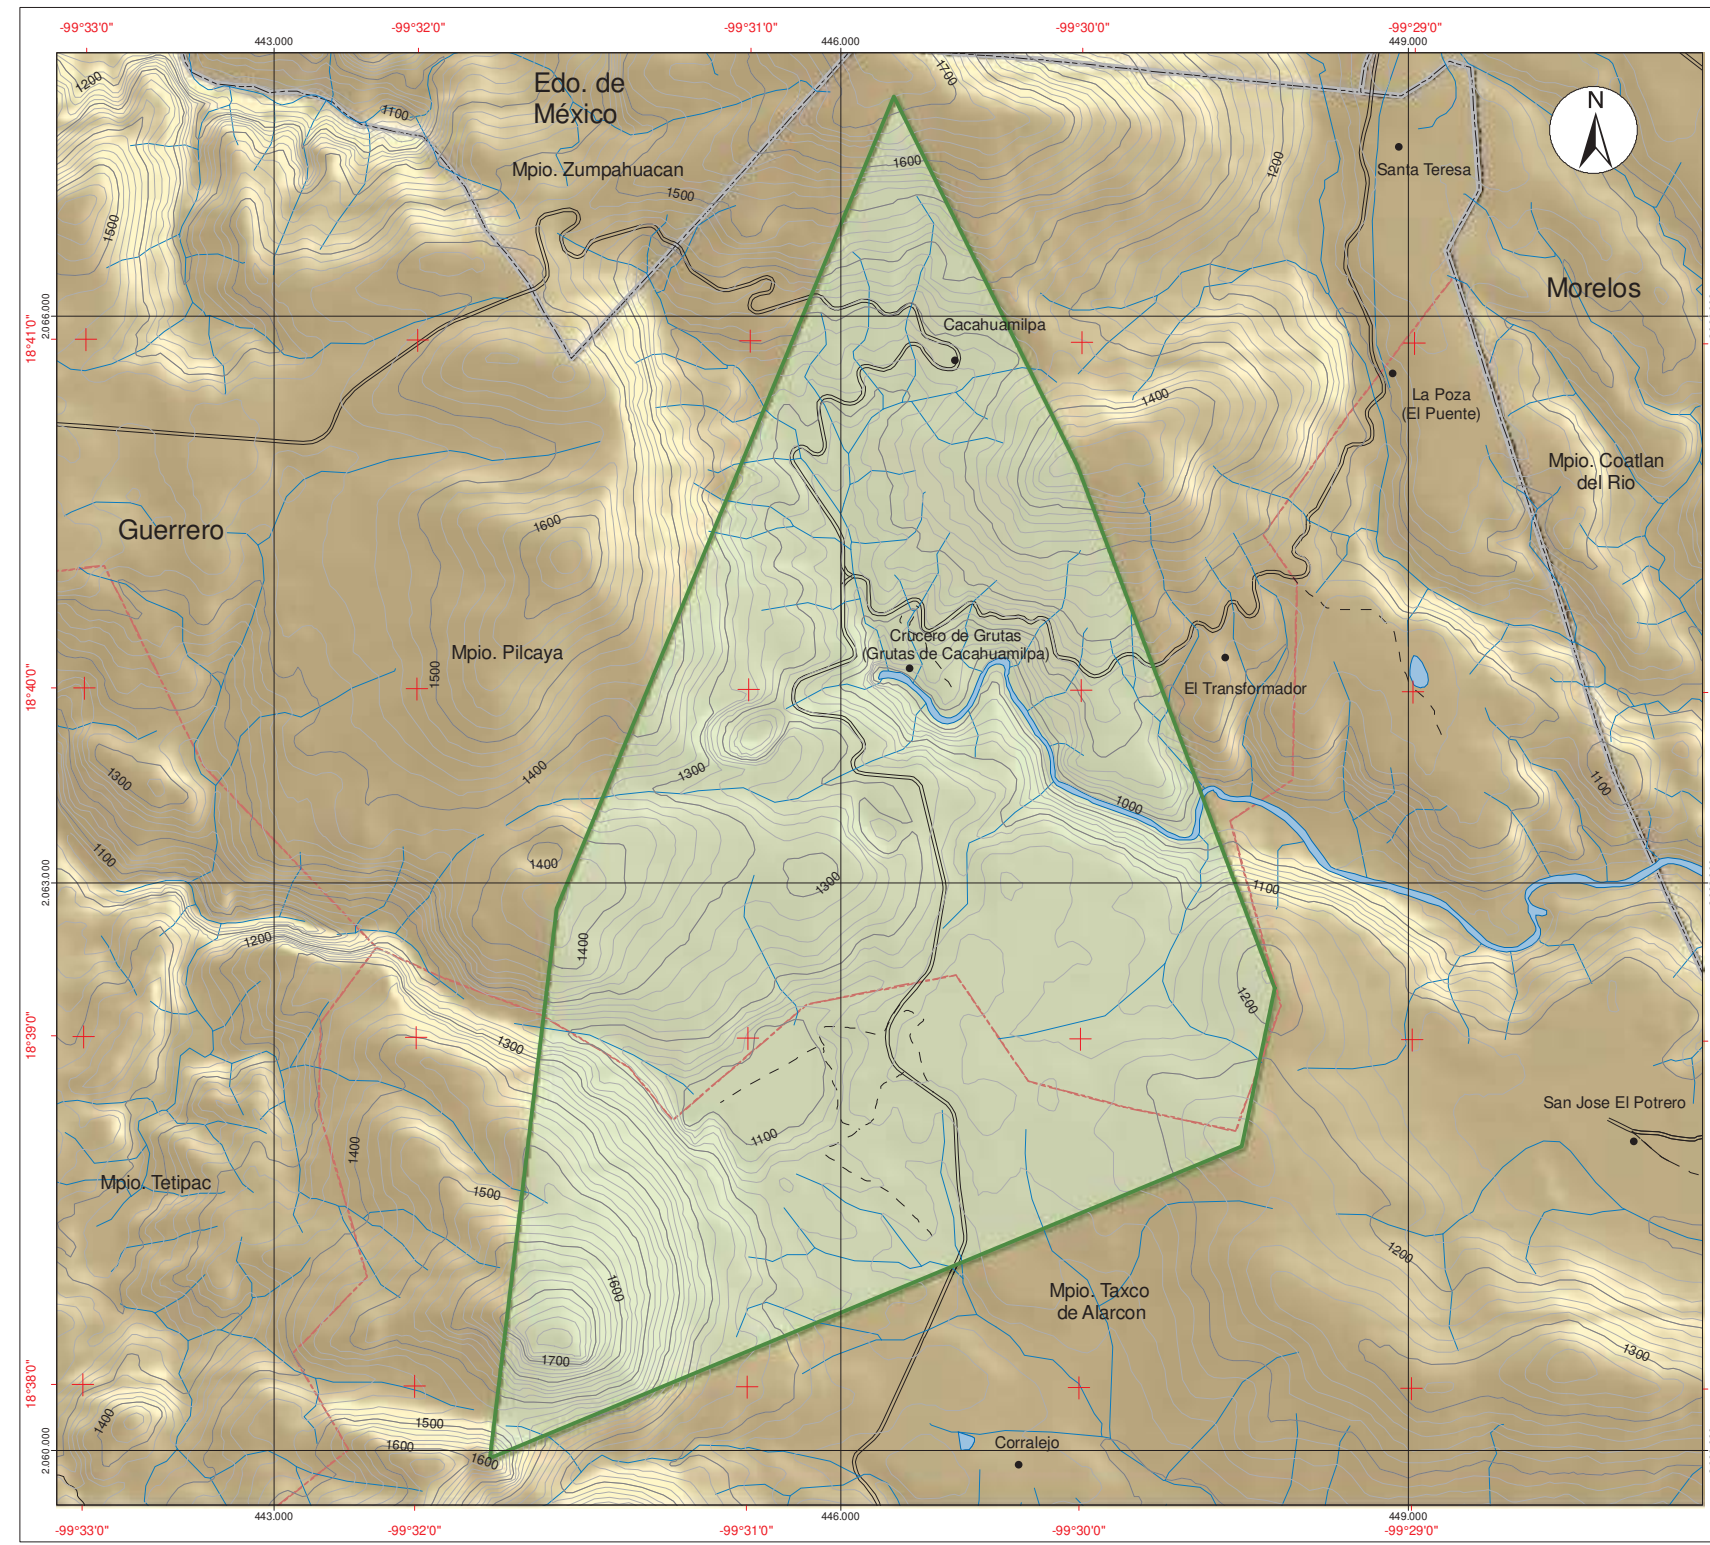 -99°33'0"
-99°32'0"
-99°31'0"
-99°30'0"
-99°29'0"
443.000
446.000
449.000
1200
1100
Edo. de
México
1700
N
Mpio. Zumpahuacan
1600
1200
Santa Teresa
1500
1500
Morelos
2.066.000
18°41'0"
Cacahuamilpa
1400
La Poza
(El Puente)
Mpio. Coatlan
del Rio
Guerrero
1600
Mpio. Pilcaya
1500
Crucero de Grutas
(Grutas de Cacahuamilpa)
18°40'0"
El Transformador
1300
1400
1300
1000
1100
1100
1400
1300
2.063.000
1100
1200
1400
1200
18°39'0"
1300
San Jose El Potrero
1100
1400
Mpio. Tetipac
1500
1200
1600
Mpio. Taxco
de Alarcon
1700
1300
18°38'0"
1400
1500
1600
Corralejo
2.060.000
1600
443.000
446.000
449.000
-99°33'0"
-99°32'0"
-99°31'0"
-99°30'0"
-99°29'0"